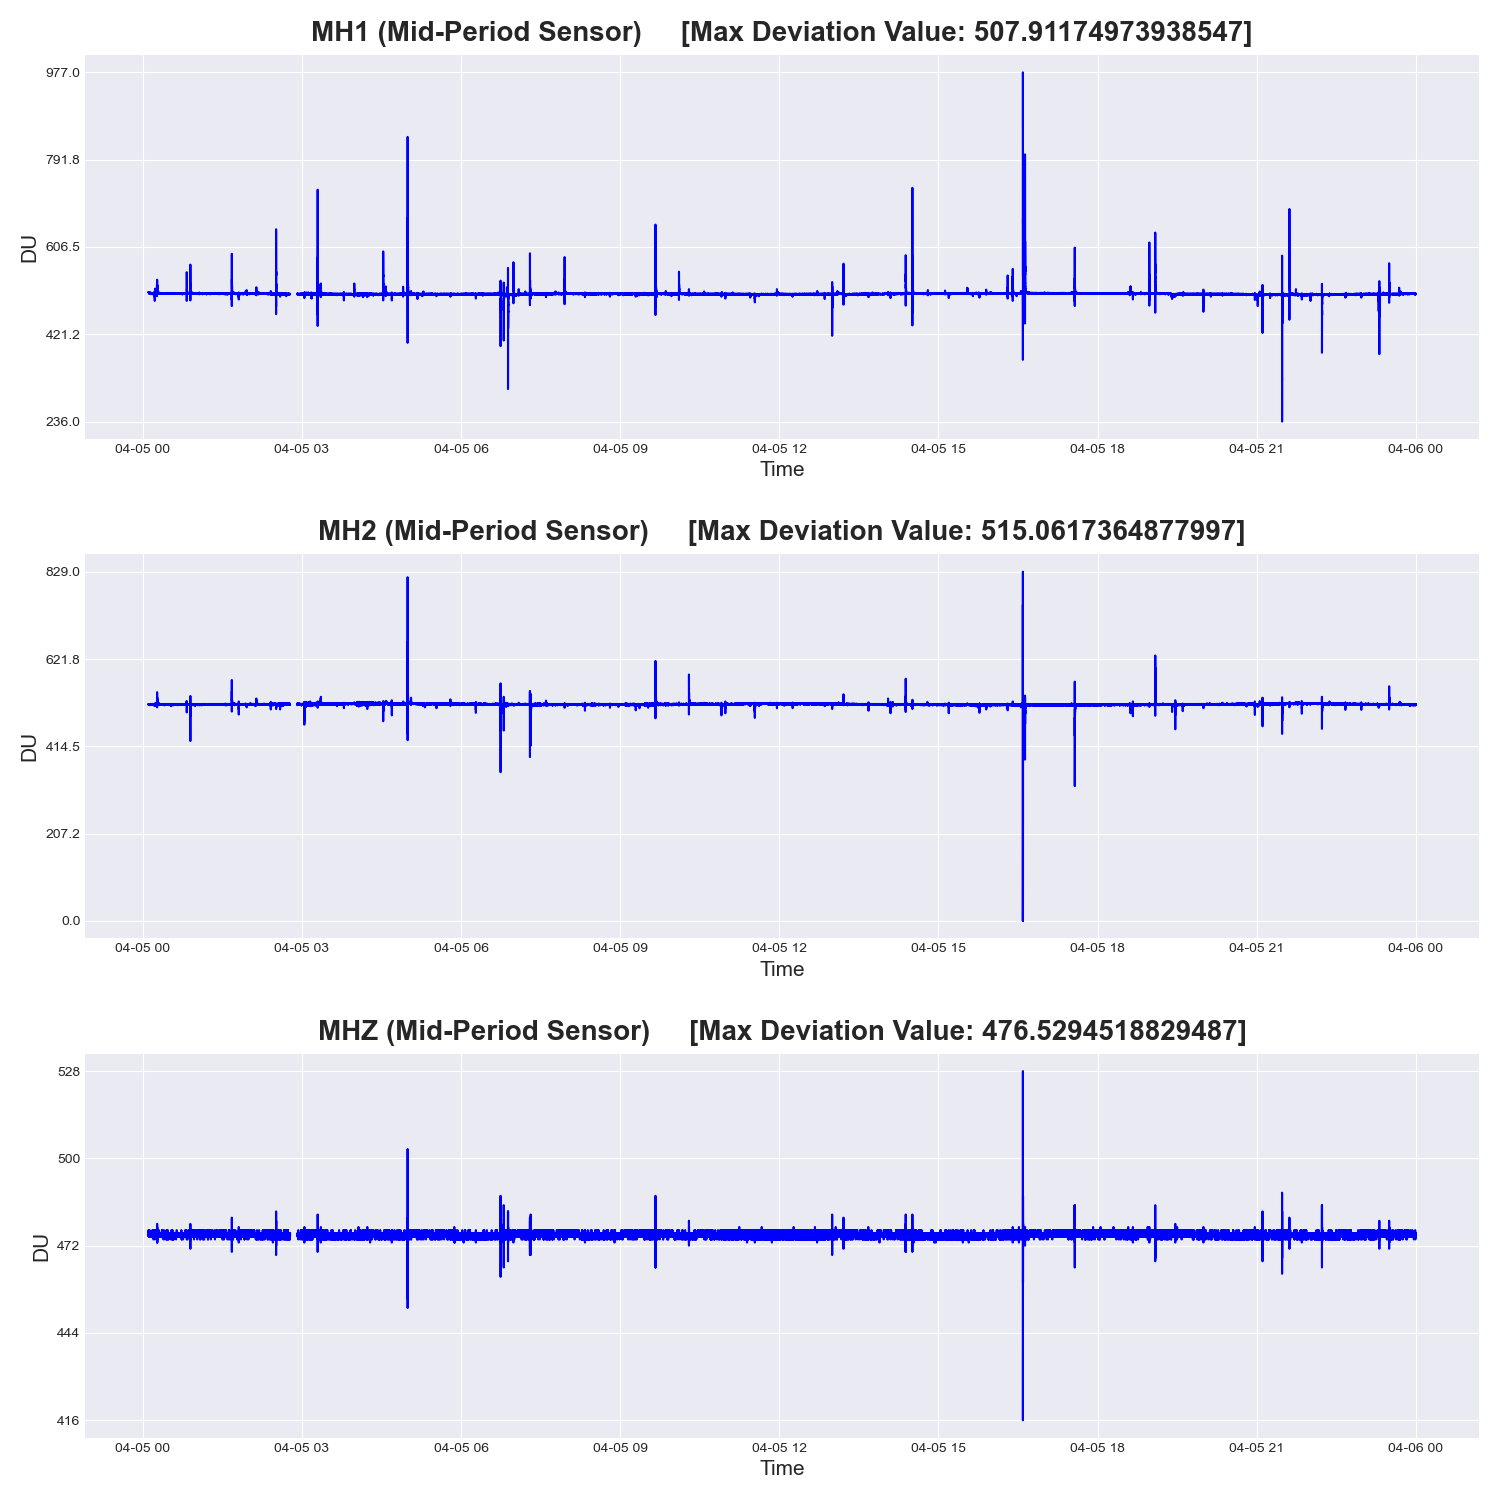 MH1 (Mid-Period Sensor) [Max Deviation Value: 507.91174973938547]
977.0
791.8
606.5
421.2
236.0
DU
04-05 00 04-05 03 04-05 06 04-05 09 04-05 12 04-05 15 04-05 18 04-05 21 04-06 00
Time
MH2 (Mid-Period Sensor) [Max Deviation Value: 515.0617364877997]
829.0
621.8
414.5
207.2
0.0
DU
04-05 00 04-05 03 04-05 06 04-05 09 04-05 12 04-05 15 04-05 18 04-05 21 04-06 00
Time
MHZ (Mid-Period Sensor) [Max Deviation Value: 476.5294518829487]
528
500
472
444
416
DU
04-05 00 04-05 03 04-05 06 04-05 09 04-05 12 04-05 15 04-05 18 04-05 21 04-06 00
Time